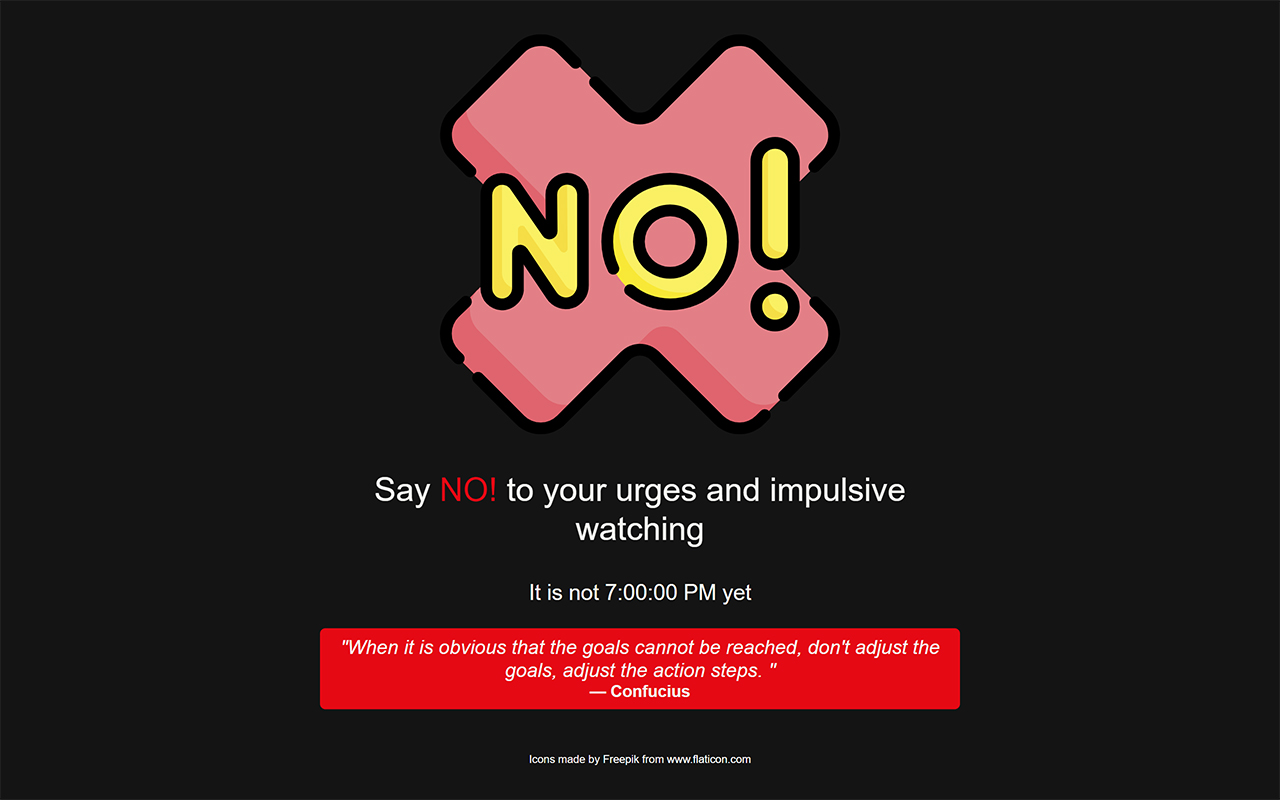 NO!
Say NO! to your urges and impulsive
watching
It is not 7:00:00 PM yet
"When it is obvious that the goals cannot be reached, don't adjust the
goals, adjust the action steps. "
— Confucius
Icons made by Freepik from www.flaticon.com